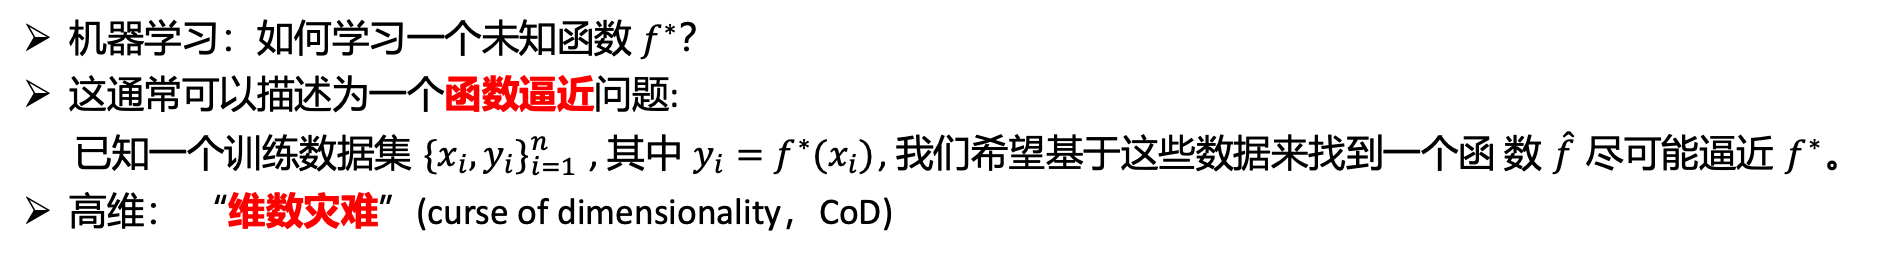 ➢ 机器学习：如何学习一个未知函数 f*?
➢ 这通常可以描述为一个函数逼近问题:
已知一个训练数据集 {xᵢ, yᵢ}ⁿᵢ₌₁ , 其中 yᵢ = f*(xᵢ), 我们希望基于这些数据来找到一个函 数 f̂ 尽可能逼近 f*。
➢ 高维： “维数灾难” (curse of dimensionality，CoD)